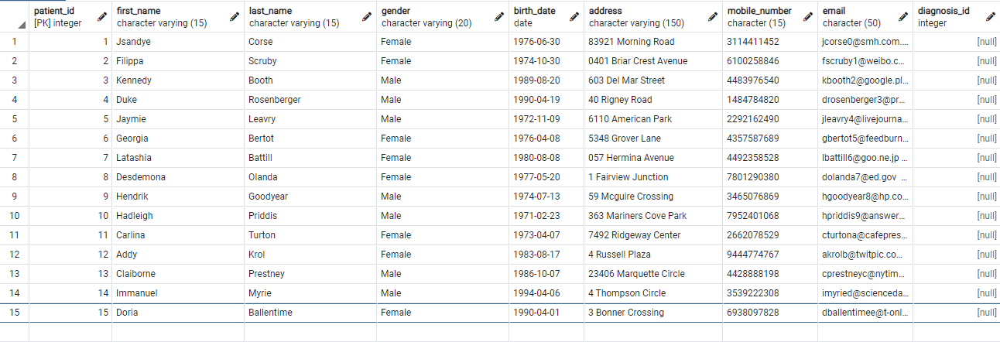 patient_id first_name last_name gender birth_date address mobile_number email diagnosis_id
[PK] integer character varying (15) character varying (15) character varying (20) date character varying (150) character (15) character (50) integer
1 1 Jsandye Corse Female 1976-06-30 83921 Morning Road 3114411452 jcorse0@smh.com.... [null]
2 2 Filippa Scruby Female 1974-10-30 0401 Briar Crest Avenue 6100258846 fscruby1@weibo.c... [null]
3 3 Kennedy Booth Male 1989-08-20 603 Del Mar Street 4483976540 kbooth2@google.pl... [null]
4 4 Duke Rosenberger Male 1990-04-19 40 Rigney Road 1484784820 drosenberger3@pr... [null]
5 5 Jaymie Leavry Male 1972-11-09 6110 American Park 2292162490 jleavry4@livejourna... [null]
6 6 Georgia Bertot Female 1976-04-08 5348 Grover Lane 4357587689 gbertot5@feedburn... [null]
7 7 Latashia Battill Female 1980-08-08 057 Hermina Avenue 4492358528 lbattill6@goo.ne.jp ... [null]
8 8 Desdemona Olanda Female 1977-05-20 1 Fairview Junction 7801290380 dolanda7@ed.gov ... [null]
9 9 Hendrik Goodyear Male 1974-07-13 59 Mcguire Crossing 3465076869 hgoodyear8@hp.co... [null]
10 10 Hadleigh Priddis Male 1971-02-23 363 Mariners Cove Park 7952401068 hpriddis9@answer... [null]
11 11 Carlina Turton Female 1973-04-07 7492 Ridgeway Center 2662078529 cturtona@cafepres... [null]
12 12 Addy Krol Female 1983-08-17 4 Russell Plaza 9444774767 akrolb@twitpic.co... [null]
13 13 Claiborne Prestney Male 1986-10-07 23406 Marquette Circle 4428888198 cprestneyc@nytim... [null]
14 14 Immanuel Myrie Male 1994-04-06 4 Thompson Circle 3539222308 imyried@scienceda... [null]
15 15 Doria Ballentime Female 1990-04-01 3 Bonner Crossing 6938097828 dballentimee@t-onl... [null]